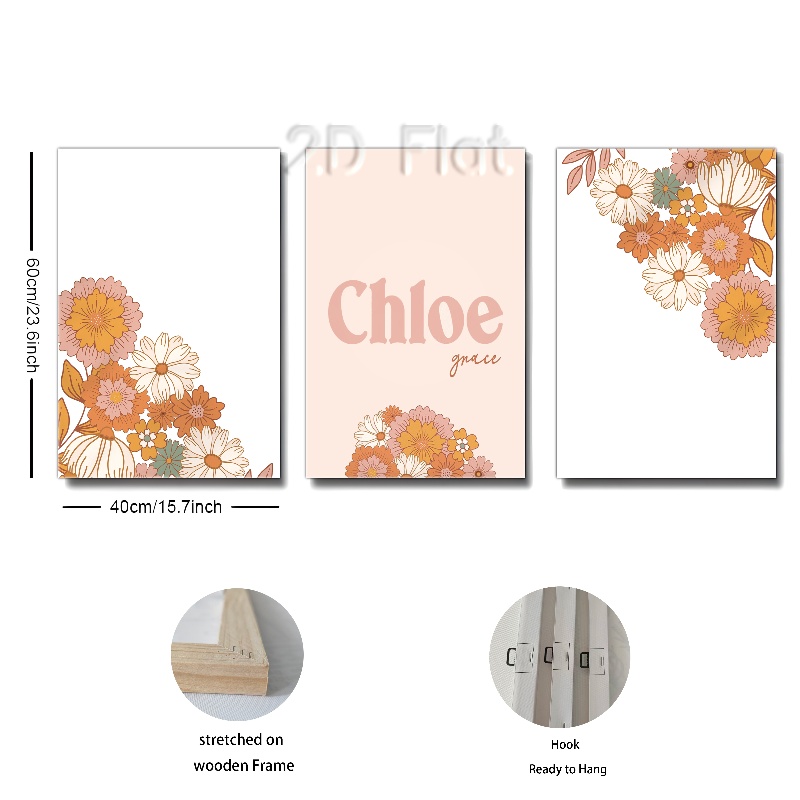 2D Flat
60cm/23.6inch
Chloe
grace
40cm/15.7inch
stretched on
wooden Frame
Hook
Ready to Hang